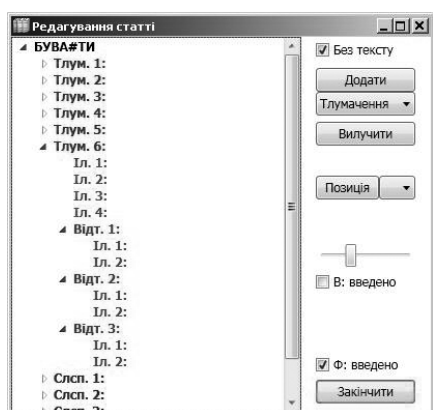 Редагування статті
БУВА#ТИ
Тлум. 1:
Тлум. 2:
Тлум. 3:
Тлум. 4:
Тлум. 5:
Тлум. 6:
Іл. 1:
Іл. 2:
Іл. 3:
Іл. 4:
Відт. 1:
Іл. 1:
Іл. 2:
Відт. 2:
Іл. 1:
Іл. 2:
Відт. 3:
Іл. 1:
Іл. 2:
Слсп. 1:
Слсп. 2:
Слсп. 3:
Без тексту
Додати
Тлумачення
Вилучити
Позиція
В: введено
Ф: введено
Закінчити